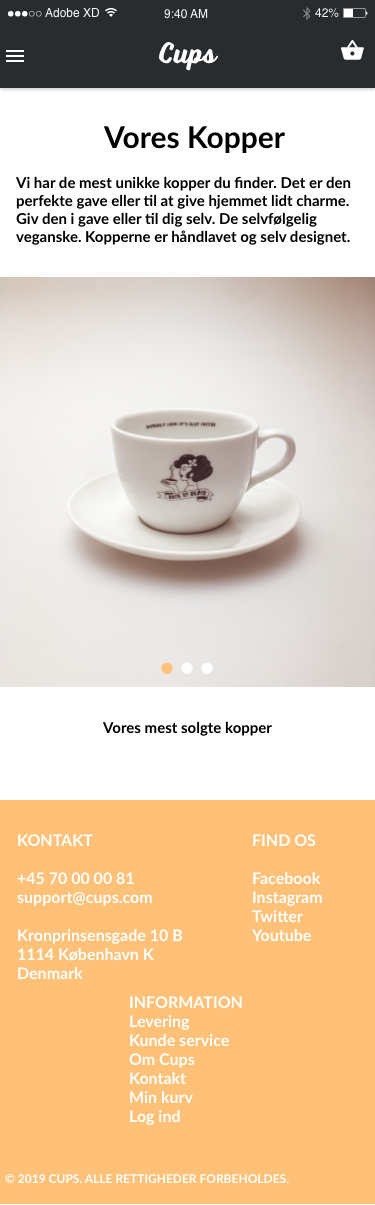 Adobe XD 9:40 AM 42%
Cups
Vores Kopper
Vi har de mest unikke kopper du finder. Det er den
perfekte gave eller til at give hjemmet lidt charme.
Giv den i gave eller til dig selv. De selvfølgelig
veganske. Kopperne er håndlavet og selv designet.
Vores mest solgte kopper
KONTAKT
+45 70 00 00 81
support@cups.com
Kronprinsensgade 10 B
1114 København K
Denmark
FIND OS
Facebook
Instagram
Twitter
Youtube
INFORMATION
Levering
Kunde service
Om Cups
Kontakt
Min kurv
Log ind
© 2019 CUPS. ALLE RETTIGHEDER FORBEHOLDES.